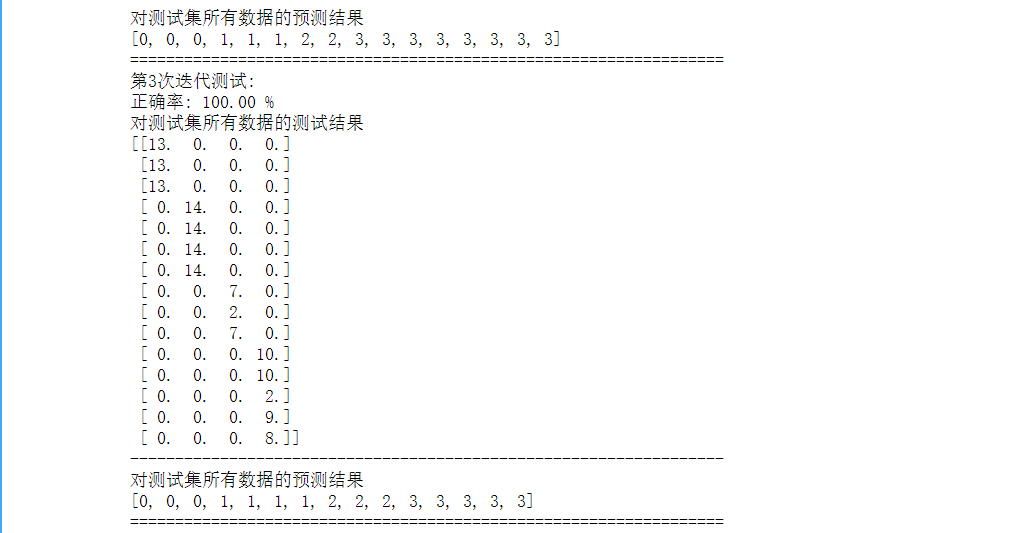 对测试集所有数据的预测结果
[0, 0, 0, 1, 1, 1, 2, 2, 3, 3, 3, 3, 3, 3, 3, 3]
==================================================================
第3次迭代测试:
正确率: 100.00 %
对测试集所有数据的测试结果
[[13.  0.  0.  0.]
 [13.  0.  0.  0.]
 [13.  0.  0.  0.]
 [ 0. 14.  0.  0.]
 [ 0. 14.  0.  0.]
 [ 0. 14.  0.  0.]
 [ 0. 14.  0.  0.]
 [ 0.  0.  7.  0.]
 [ 0.  0.  2.  0.]
 [ 0.  0.  7.  0.]
 [ 0.  0.  0. 10.]
 [ 0.  0.  0. 10.]
 [ 0.  0.  0.  2.]
 [ 0.  0.  0.  9.]
 [ 0.  0.  0.  8.]]
------------------------------------------------------------------
对测试集所有数据的预测结果
[0, 0, 0, 1, 1, 1, 1, 2, 2, 2, 3, 3, 3, 3, 3]
==================================================================